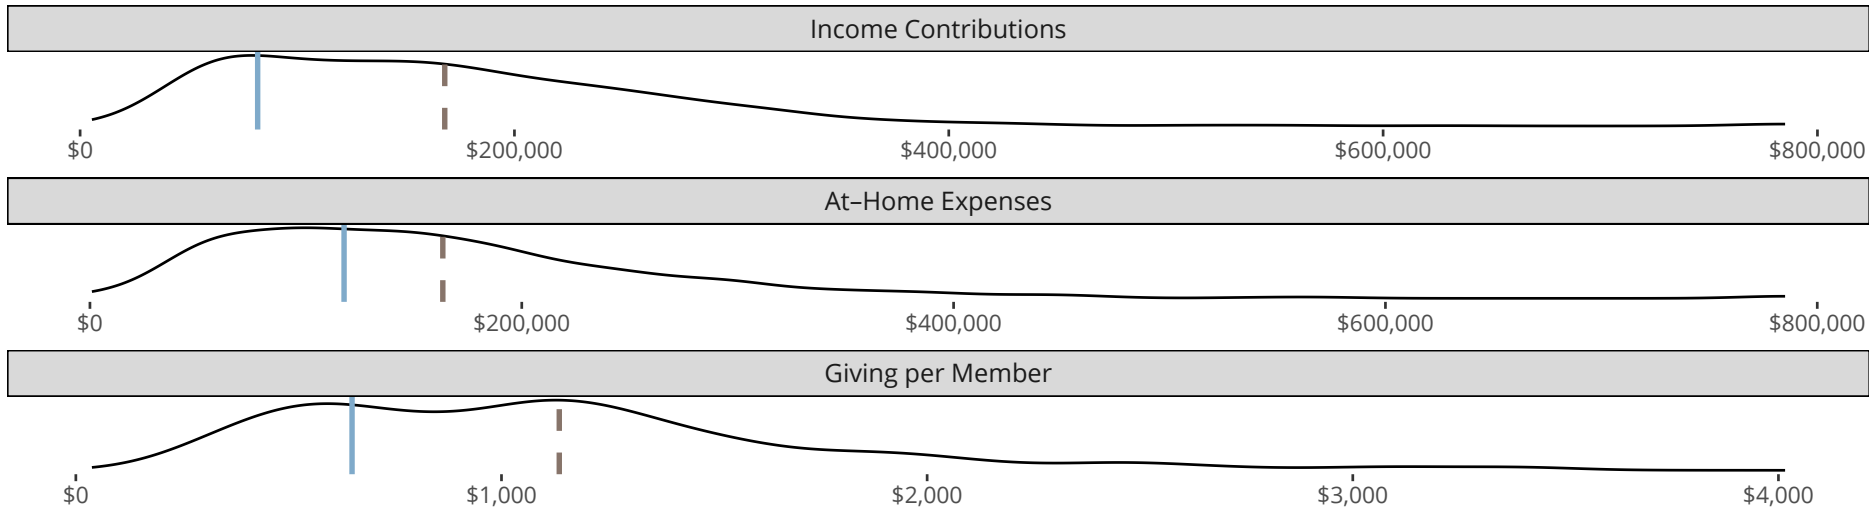 Income Contributions
$0 $200,000 $400,000 $600,000 $800,000
At–Home Expenses
$0 $200,000 $400,000 $600,000 $800,000
Giving per Member
$0 $1,000 $2,000 $3,000 $4,000